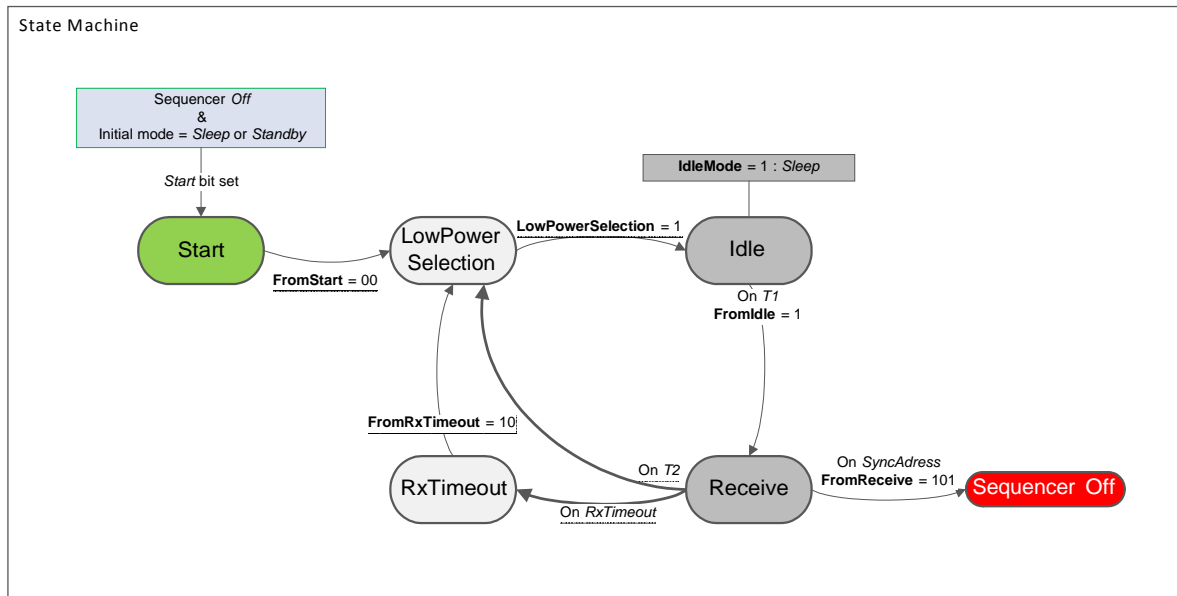 State Machine
Sequencer Off
&
Initial mode = Sleep or Standby
Start bit set
IdleMode = 1 : Sleep
Start
FromStart = 00
LowPower
Selection
LowPowerSelection = 1
Idle
On T1
FromIdle = 1
FromRxTimeout = 10
RxTimeout
On T2
On RxTimeout
Receive
On SyncAdress
FromReceive = 101
Sequencer Off